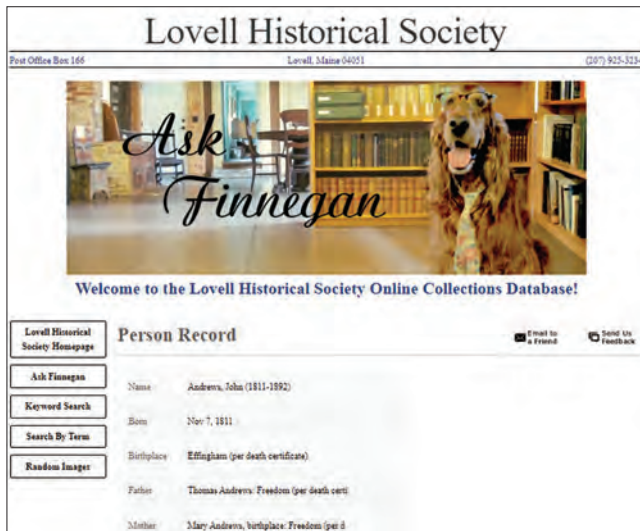 Lovell Historical Society
Post Office Box 166 Lovell, Maine 04051 (207) 925-3234
Ask
Finnegan
Welcome to the Lovell Historical Society Online Collections Database!
Lovell Historical
Society Homepage
Person Record
Email to
a Friend
Send Us
Feedback
Ask Finnegan
Name Andrews, John (1811-1892)
Keyword Search
Born Nov 7, 1811
Search By Term
Birthplace Effingham (per death certificate)
Random Images
Father Thomas Andrews: Freedom (per death certi
Mother Mary Andrews, birthplace: Freedom (per d